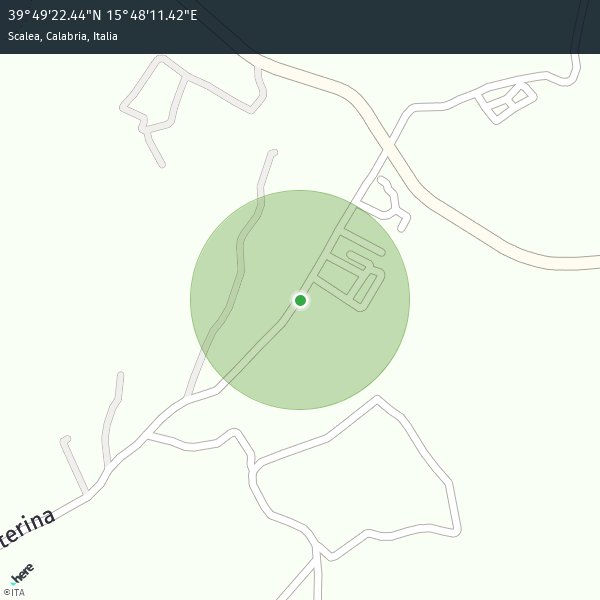 39°49'22.44"N 15°48'11.42"E
Scalea, Calabria, Italia
terina
here
©ITA